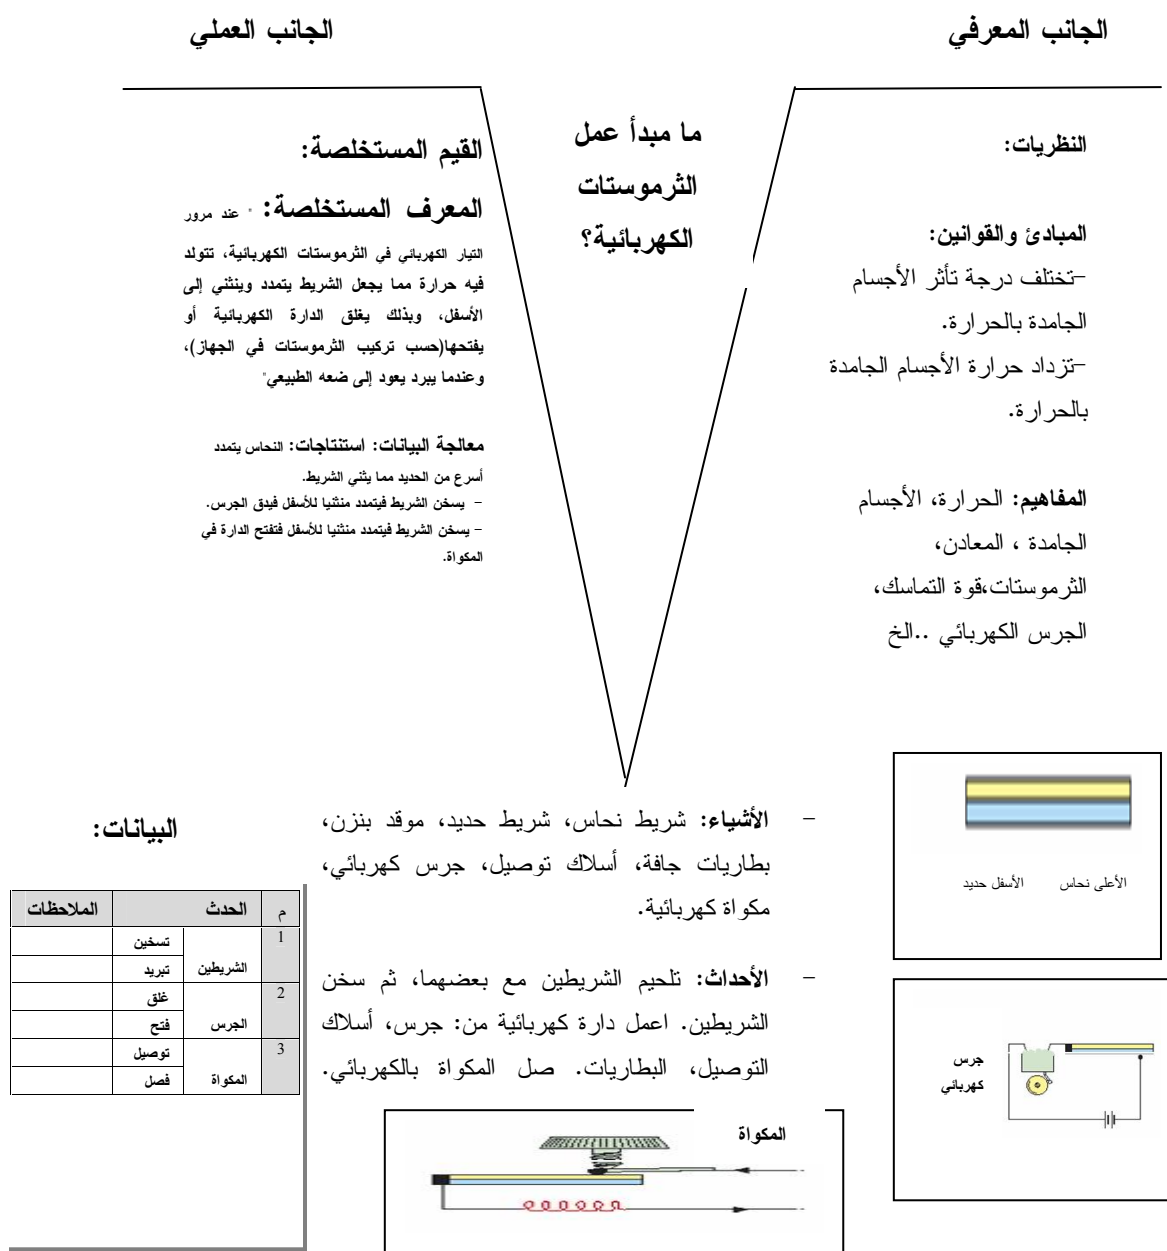 الجانب المعرفي
الجانب العملي
ما مبدأ عمل
الثرموستات
الكهربائية؟
النظريات:
المبادئ والقوانين:
–تختلف درجة تأثر الأجسام
الجامدة بالحرارة.
–تزداد حرارة الأجسام الجامدة
بالحرارة.
المفاهيم: الحرارة، الأجسام
الجامدة ، المعادن،
الثرموستات،قوة التماسك،
الجرس الكهربائي ..الخ
القيم المستخلصة:
المعرف المستخلصة: " عند مرور
التيار الكهربائي في الثرموستات الكهربائية، تتولد
فيه حرارة مما يجعل الشريط يتمدد وينثني إلى
الأسفل، وبذلك يغلق الدارة الكهربائية أو
يفتحها(حسب تركيب الثرموستات في الجهاز)،
وعندما يبرد يعود إلى ضعه الطبيعي"
معالجة البيانات: استنتاجات: النحاس يتمدد
أسرع من الحديد مما يثني الشريط.
– يسخن الشريط فيتمدد منثنيا للأسفل فيدق الجرس.
– يسخن الشريط فيتمدد منثنيا للأسفل فتفتح الدارة في
المكواة.
الأعلى نحاس الأسفل حديد
جرس
كهربائي
– الأشياء: شريط نحاس، شريط حديد، موقد بنزن،
بطاريات جافة، أسلاك توصيل، جرس كهربائي،
مكواة كهربائية.
– الأحداث: تلحيم الشريطين مع بعضهما، ثم سخن
الشريطين. اعمل دارة كهربائية من: جرس، أسلاك
التوصيل، البطاريات. صل المكواة بالكهربائي.
المكواة
البيانات:
م الحدث الملاحظات
1 الشريطين تسخين
تبريد
2 الجرس غلق
فتح
3 المكواة توصيل
فصل